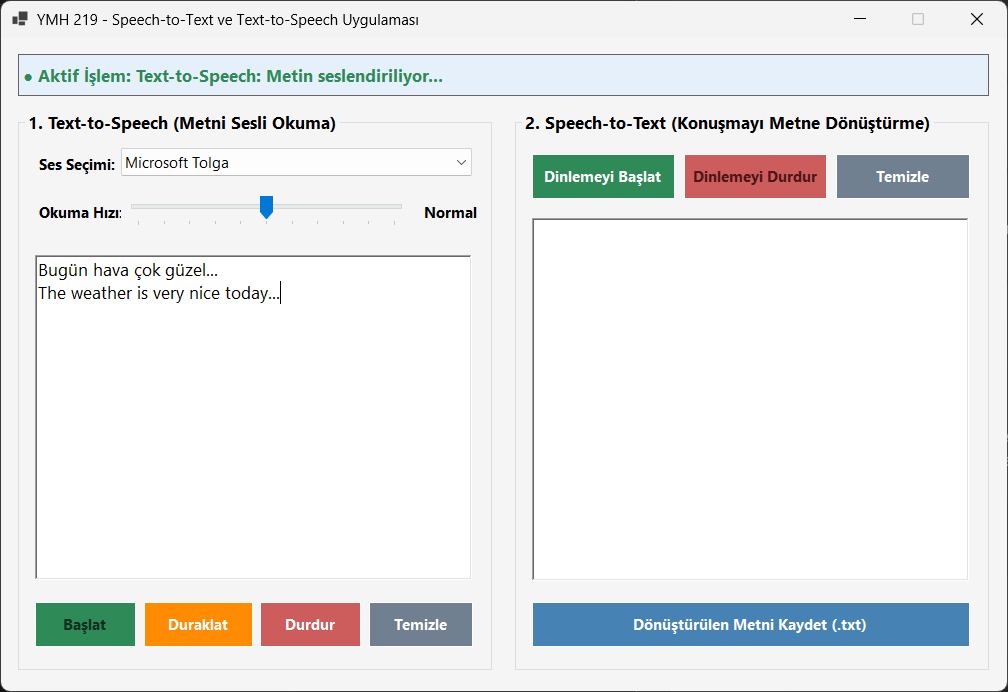 YMH 219 - Speech-to-Text ve Text-to-Speech Uygulaması
● Aktif İşlem: Text-to-Speech: Metin seslendiriliyor...
1. Text-to-Speech (Metni Sesli Okuma)
Ses Seçimi: Microsoft Tolga
Okuma Hızı: Normal
Bugün hava çok güzel...
The weather is very nice today...
Başlat Duraklat Durdur Temizle
2. Speech-to-Text (Konuşmayı Metne Dönüştürme)
Dinlemeyi Başlat Dinlemeyi Durdur Temizle
Dönüştürülen Metni Kaydet (.txt)